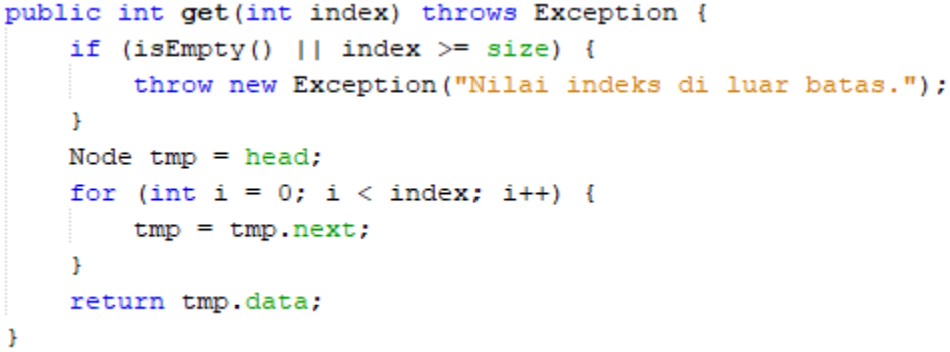 public int get(int index) throws Exception {
    if (isEmpty() || index >= size) {
        throw new Exception("Nilai indeks di luar batas.");
    }
    Node tmp = head;
    for (int i = 0; i < index; i++) {
        tmp = tmp.next;
    }
    return tmp.data;
}